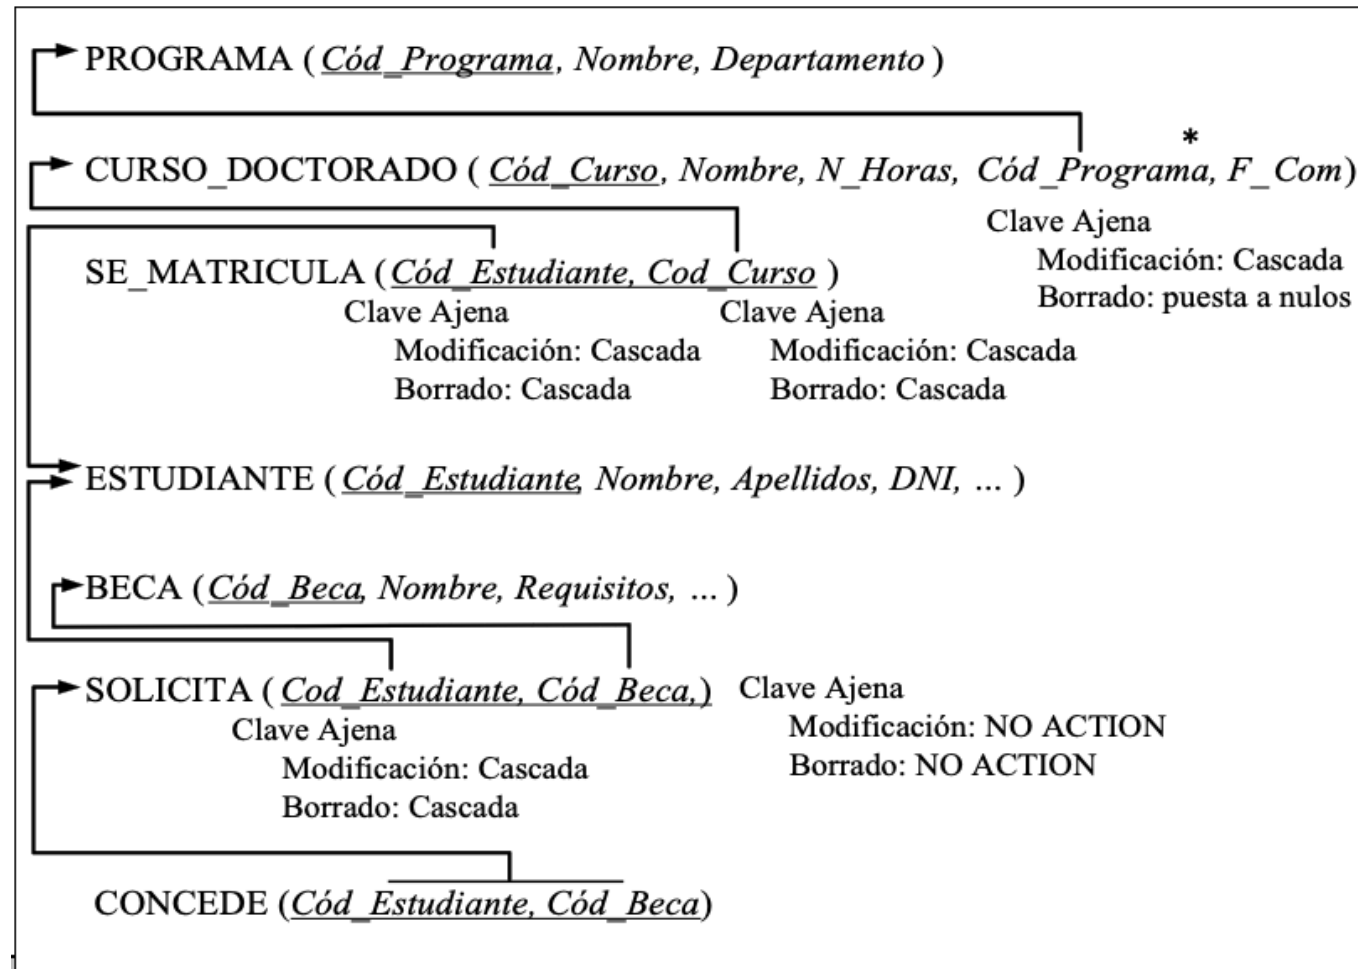 PROGRAMA ( Cód_Programa, Nombre, Departamento )
*
CURSO_DOCTORADO ( Cód_Curso, Nombre, N_Horas, Cód_Programa, F_Com)
Clave Ajena
Modificación: Cascada
Borrado: puesta a nulos
SE_MATRICULA (Cód_Estudiante, Cod_Curso )
Clave Ajena
Modificación: Cascada
Borrado: Cascada
Clave Ajena
Modificación: Cascada
Borrado: Cascada
ESTUDIANTE ( Cód_Estudiante, Nombre, Apellidos, DNI, ... )
BECA (Cód_Beca, Nombre, Requisitos, ... )
SOLICITA ( Cod_Estudiante, Cód_Beca,)
Clave Ajena
Modificación: Cascada
Borrado: Cascada
Clave Ajena
Modificación: NO ACTION
Borrado: NO ACTION
CONCEDE (Cód_Estudiante, Cód_Beca)